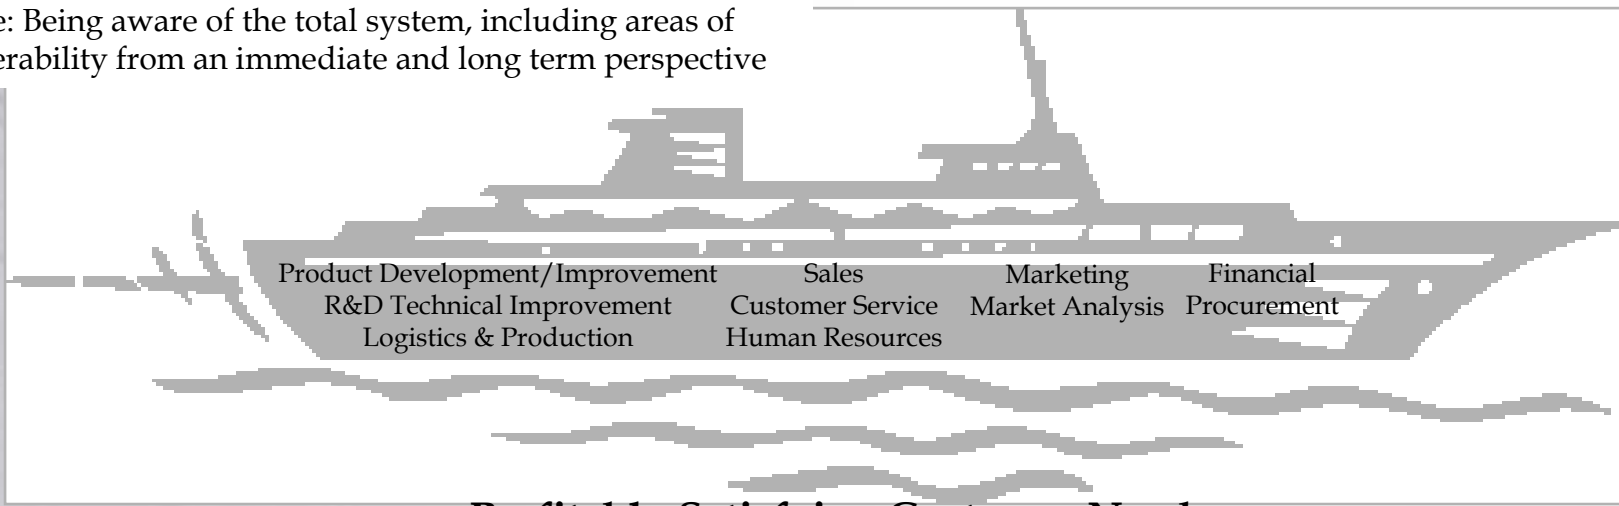 e: Being aware of the total system, including areas of
erability from an immediate and long term perspective
Product Development/Improvement
R&D Technical Improvement
Logistics & Production
Sales
Customer Service
Human Resources
Marketing
Market Analysis
Financial
Procurement